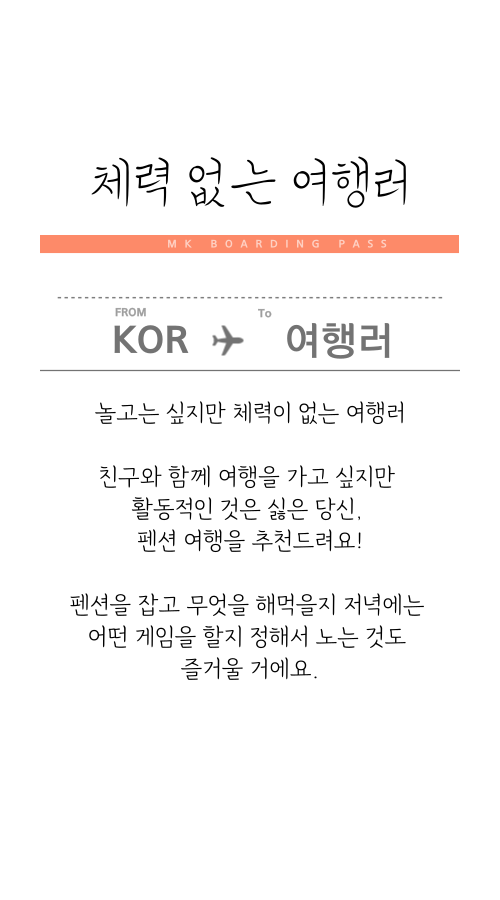 체력 없는 여행러
MK BOARDING PASS
FROM To
KOR 여행러
놀고는 싶지만 체력이 없는 여행러
친구와 함께 여행을 가고 싶지만
활동적인 것은 싫은 당신,
펜션 여행을 추천드려요!
펜션을 잡고 무엇을 해먹을지 저녁에는
어떤 게임을 할지 정해서 노는 것도
즐거울 거에요.